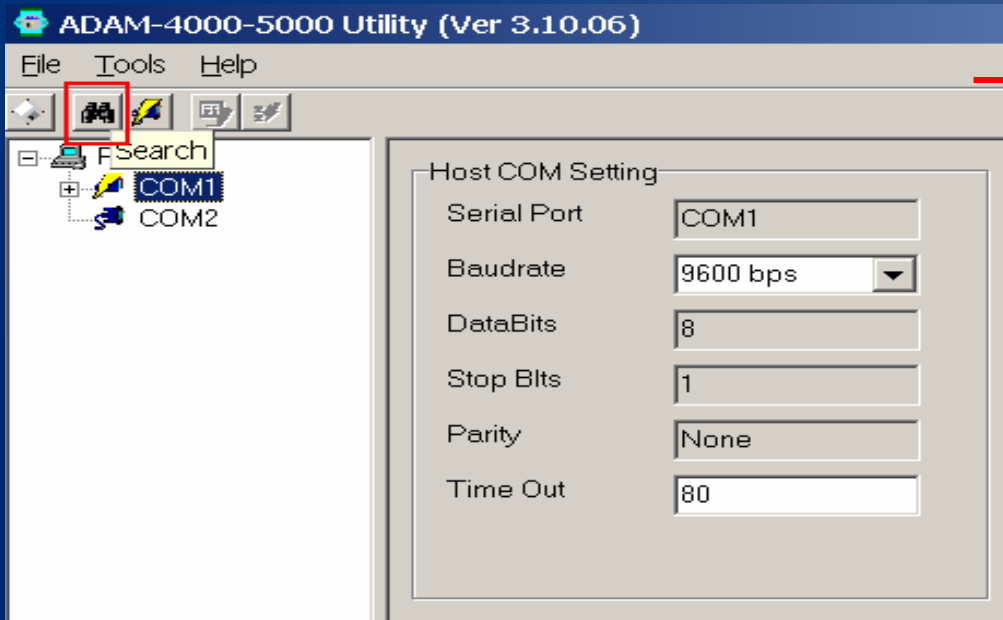 ADAM-4000-5000 Utility (Ver 3.10.06)
File Tools Help
Search
COM1
COM2
Host COM Setting
Serial Port COM1
Baudrate 9600 bps
DataBits 8
Stop BIts 1
Parity None
Time Out 80